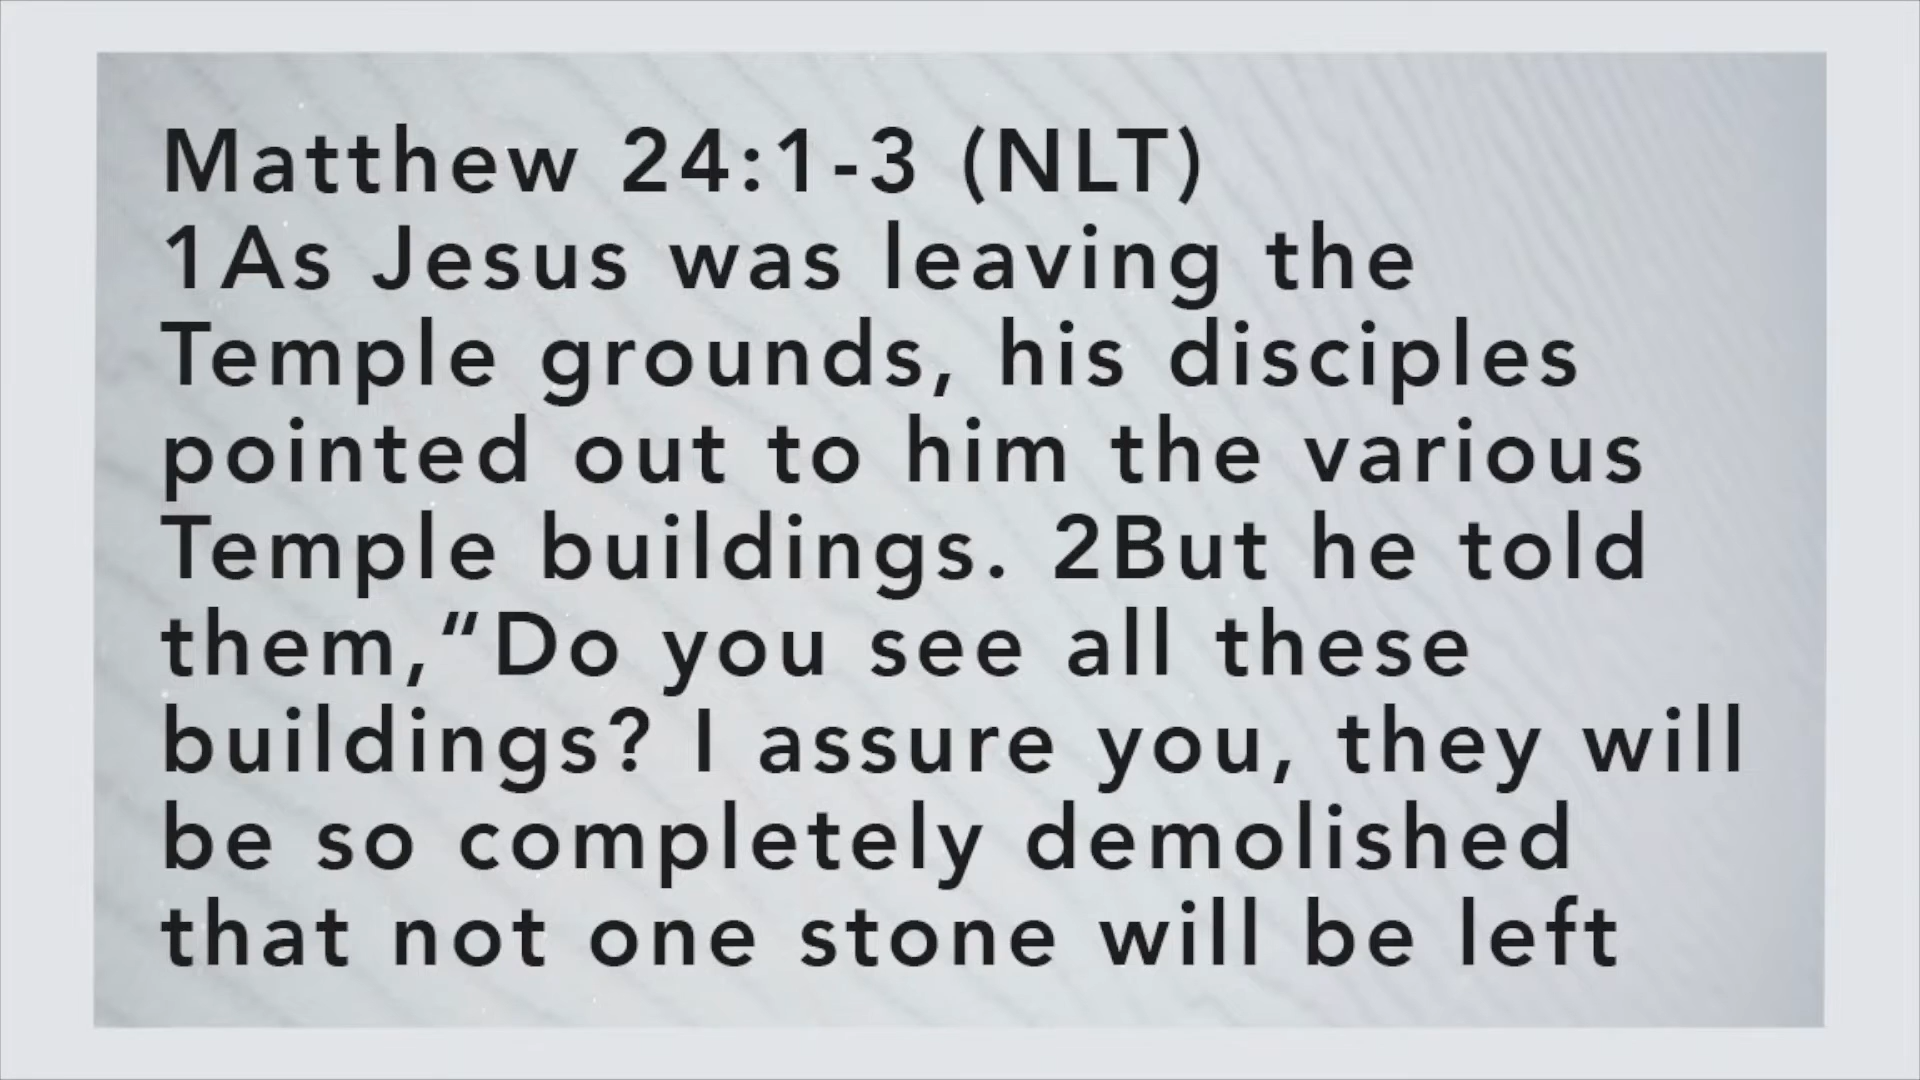 Matthew 24:1-3 (NLT)
1As Jesus was leaving the
Temple grounds, his disciples
pointed out to him the various
Temple buildings. 2But he told
them,“Do you see all these
buildings? I assure you, they will
be so completely demolished
that not one stone will be left